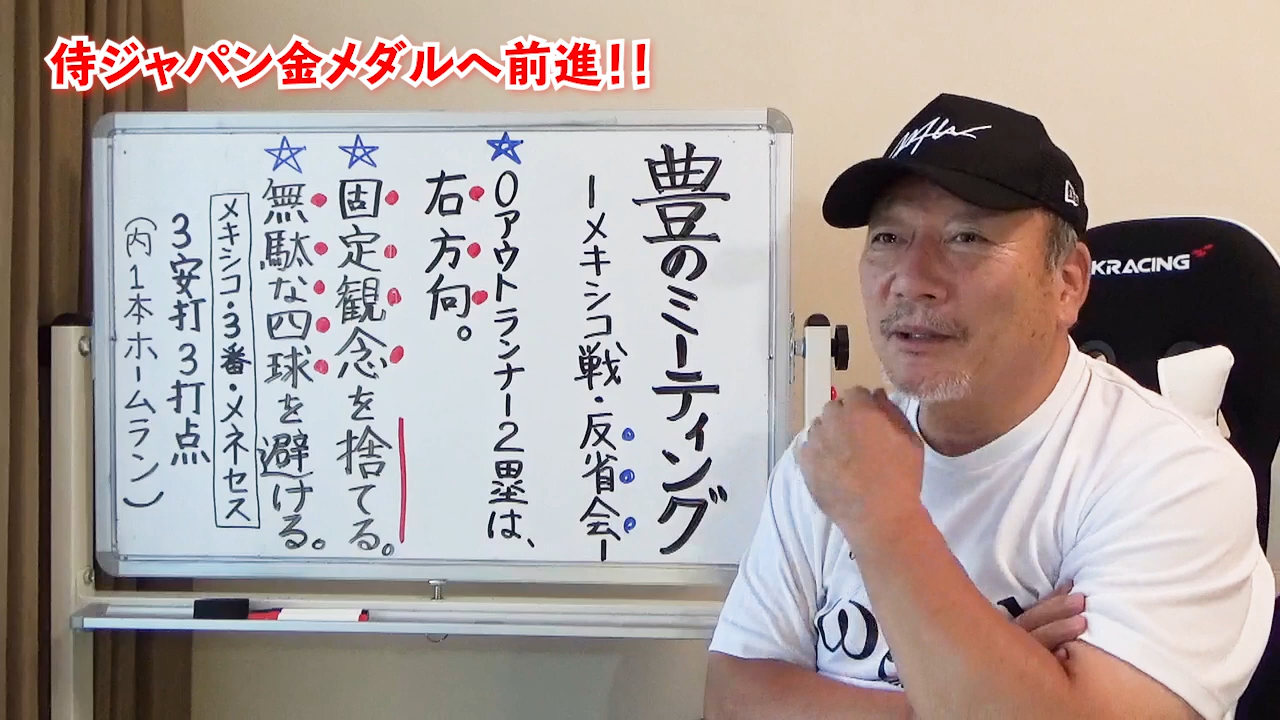 侍ジャパン金メダルへ前進!!
豊のミーティング
ーメキシコ戦・反省会ー
0アウトランナー2塁は、
右方向。
固定観念を捨てる。
無駄な四球を避ける。
メキシコ・3番・メネセス
3安打3打点
(内1本ホームラン)
KRACING